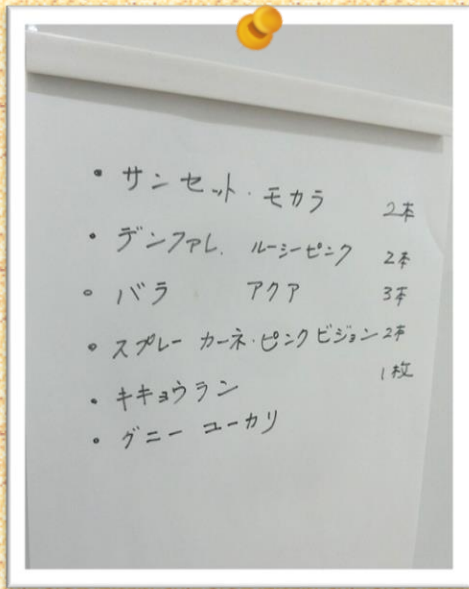 ・サンセット・モカラ 2本
・デンファレ. ルーシーピンク 2本
・バラ アクア 3本
・スプレー カーネ・ピンクビジョン 2本
・キキョウラン 1枚
・グニー ユーカリ